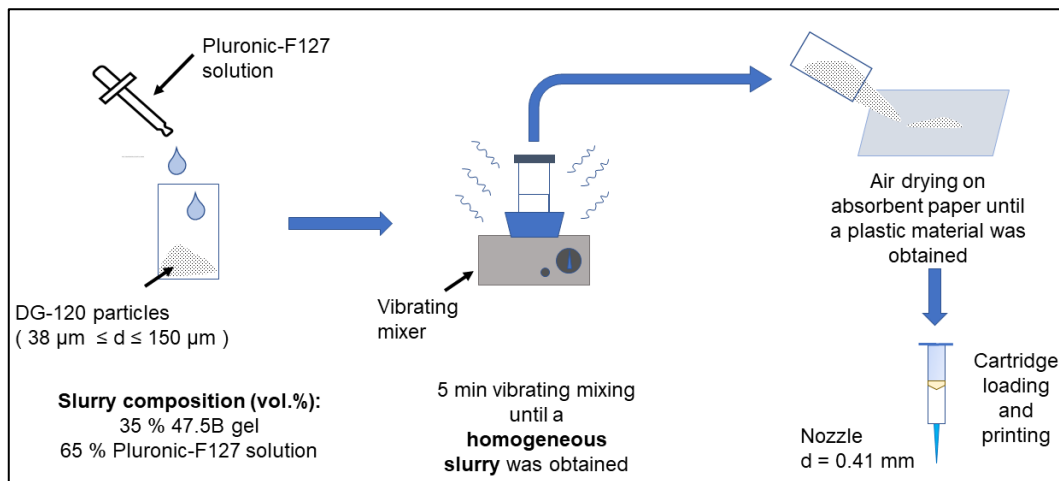 Pluronic-F127
solution
DG-120 particles
( 38 µm ≤ d ≤ 150 µm )
Slurry composition (vol.%):
35 % 47.5B gel
65 % Pluronic-F127 solution
Vibrating
mixer
5 min vibrating mixing
until a
homogeneous
slurry was obtained
Air drying on
absorbent paper until
a plastic material was
obtained
Cartridge
loading
and
printing
Nozzle
d = 0.41 mm